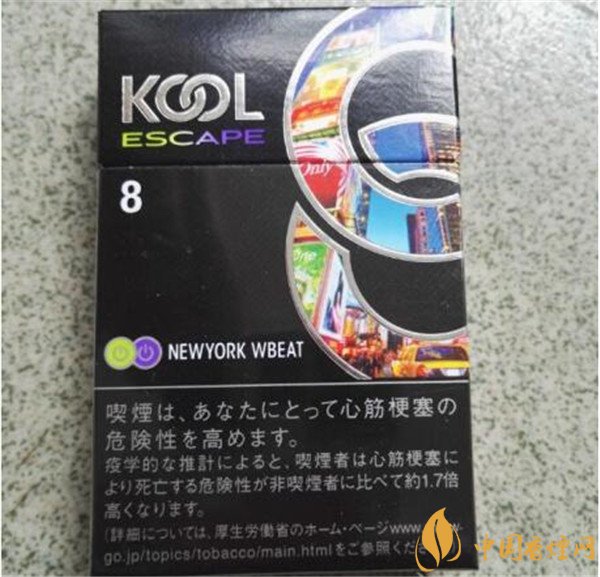 KOOL
ESCAPE
Only
8
NEWYORK WBEAT
喫煙は、あなたにとって心筋梗塞の
危険性を高めます。
疫学的な推計によると、喫煙者は心筋梗塞に
より死亡する危険性が非喫煙者に比べて約1.7倍
高くなります。
(詳細については、厚生労働省のホーム・ページwww.
go.jp/topics/tobacco/main.htmlをご参照くださ
中国香烟网